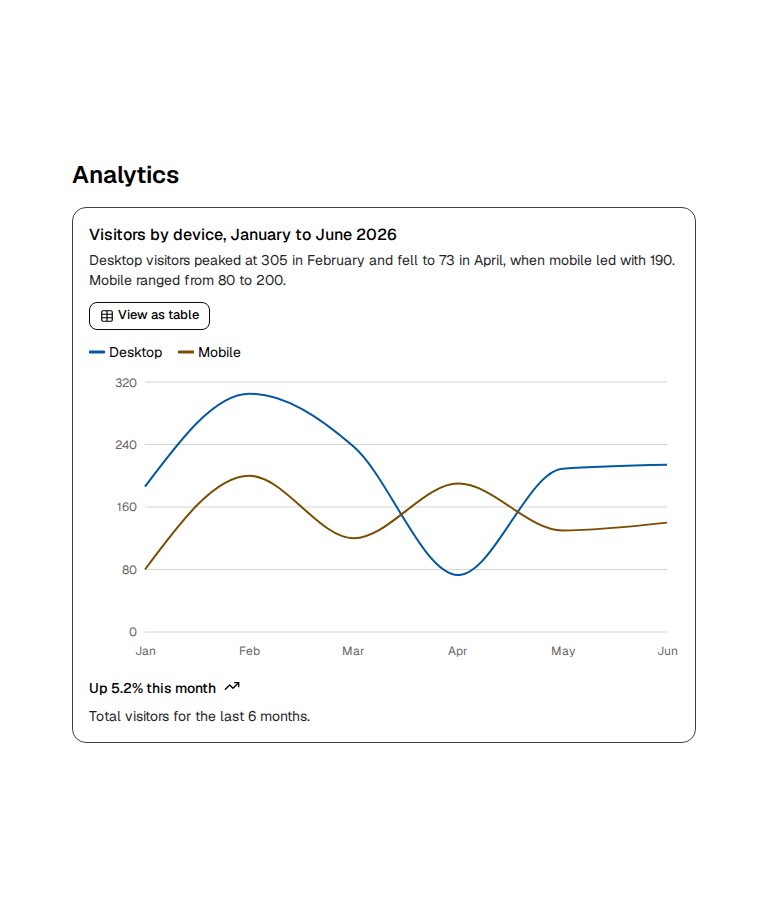 Analytics
Visitors by device, January to June 2026
Desktop visitors peaked at 305 in February and fell to 73 in April, when mobile led with 190.
Mobile ranged from 80 to 200.
View as table
Desktop Mobile
320
240
160
80
0
Jan Feb Mar Apr May Jun
Up 5.2% this month
Total visitors for the last 6 months.